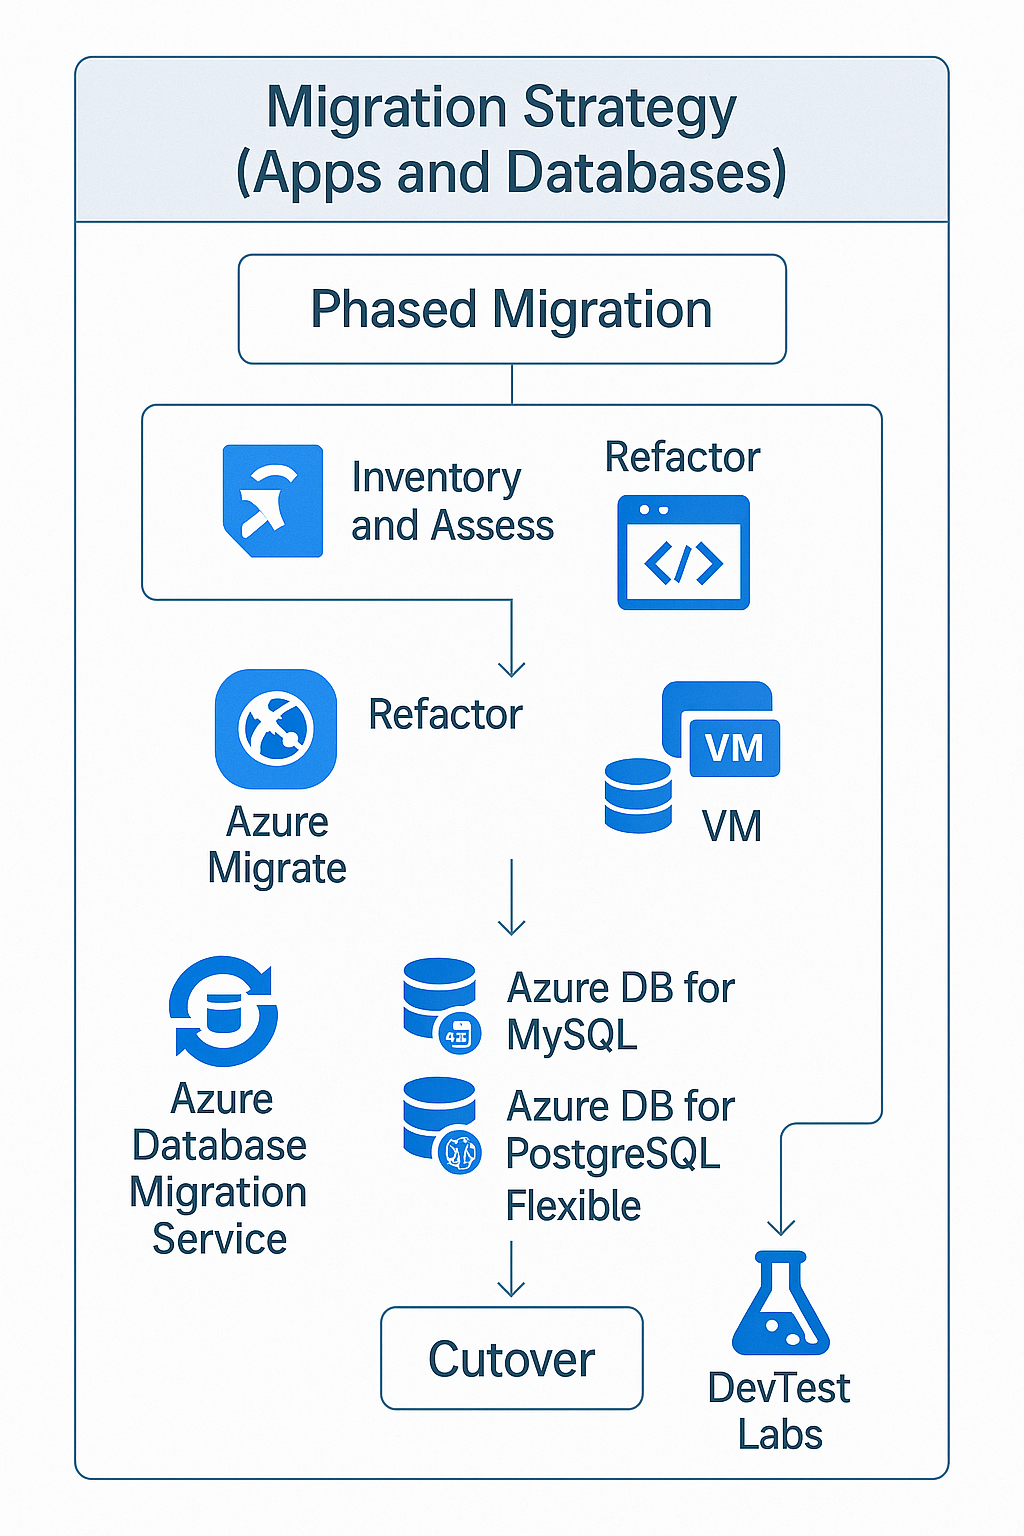 Migration Strategy
(Apps and Databases)
Phased Migration
Inventory
and Assess
Refactor
</>
Azure
Migrate
Refactor
VM
VM
Azure
Database
Migration
Service
Azure DB for
MySQL
Azure DB for
PostgreSQL
Flexible
Cutover
DevTest
Labs